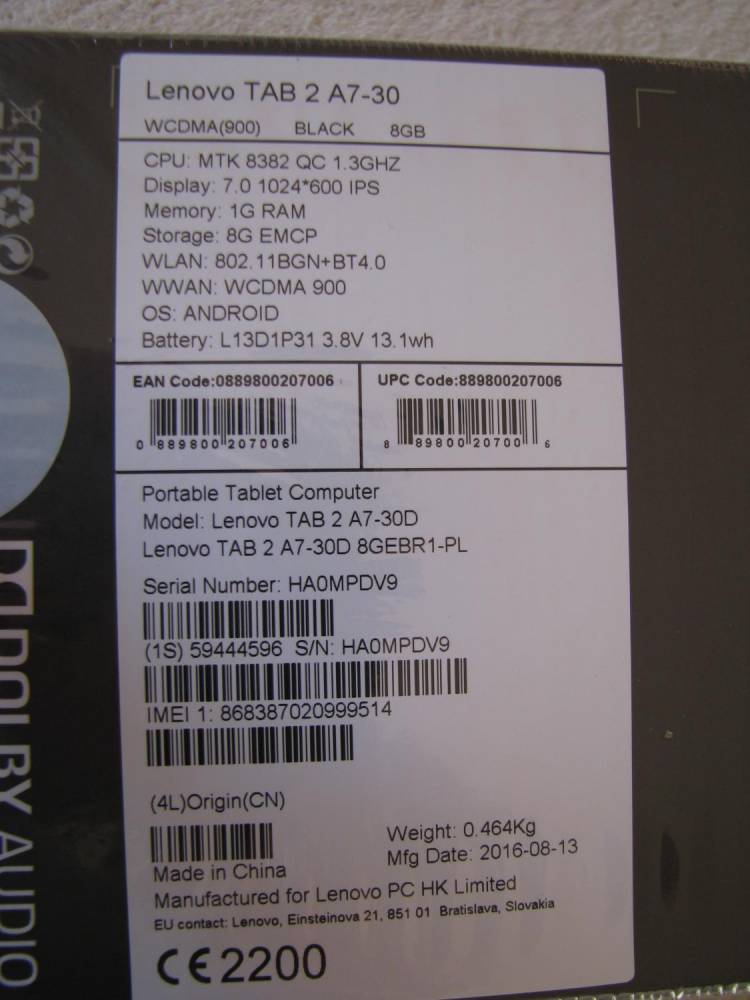 Lenovo TAB 2 A7-30
WCDMA(900) BLACK 8GB
CPU: MTK 8382 QC 1.3GHZ
Display: 7.0 1024*600 IPS
Memory: 1G RAM
Storage: 8G EMCP
WLAN: 802.11BGN+BT4.0
WWAN: WCDMA 900
OS: ANDROID
Battery: L13D1P31 3.8V 13.1wh
EAN Code:0889800207006
0 889800 207006
UPC Code:889800207006
8 89800 20700 6
Portable Tablet Computer
Model: Lenovo TAB 2 A7-30D
Lenovo TAB 2 A7-30D 8GEBR1-PL
Serial Number: HA0MPDV9
(1S) 59444596 S/N: HA0MPDV9
IMEI 1: 868387020999514
(4L)Origin(CN)
Weight: 0.464Kg
Mfg Date: 2016-08-13
Made in China
Manufactured for Lenovo PC HK Limited
EU contact: Lenovo, Einsteinova 21, 851 01 Bratislava, Slovakia
CE2200
DOLBY AUDIO